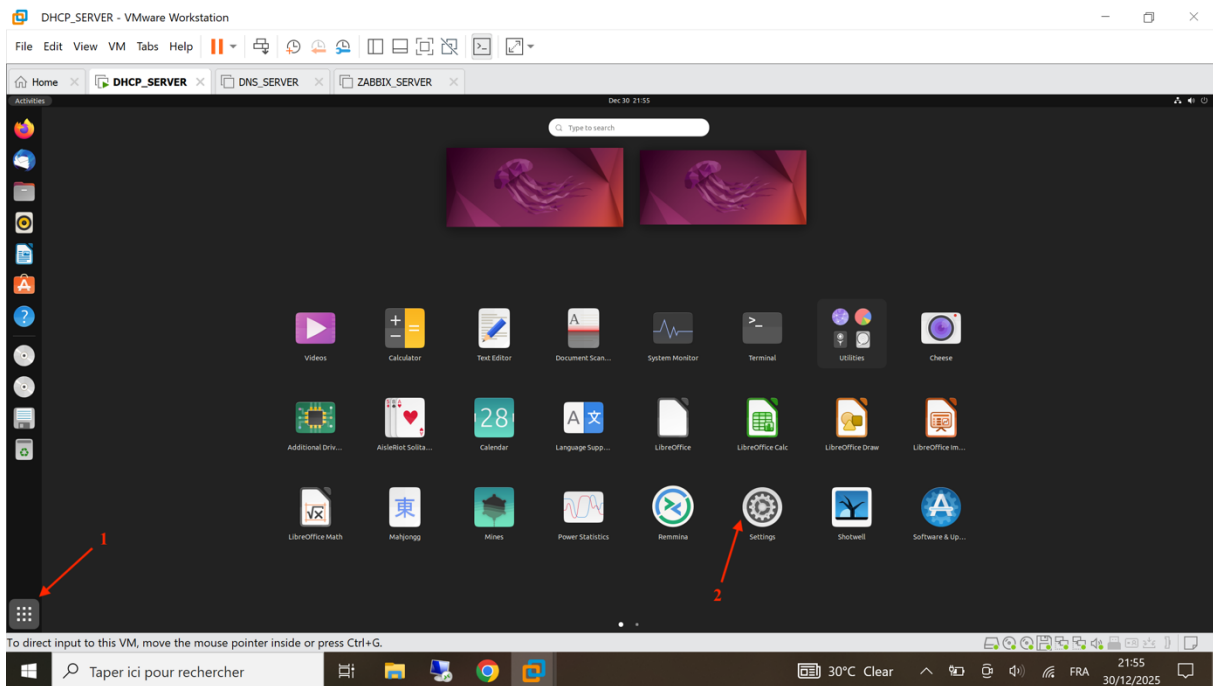 DHCP_SERVER - VMware Workstation
File Edit View VM Tabs Help
Home DHCP_SERVER DNS_SERVER ZABBIX_SERVER
Activities Dec 30 21:55
Type to search
Videos Calculator Text Editor Document Scan... System Monitor Terminal Utilities Cheese
28
Additional Driv... AisleRiot Solita... Calendar Language Supp... LibreOffice LibreOffice Calc LibreOffice Draw LibreOffice Im...
東
1
LibreOffice Math Mahjongg Mines Power Statistics Remmina Settings Shotwell Software & Up...
2
To direct input to this VM, move the mouse pointer inside or press Ctrl+G.
Taper ici pour rechercher 30°C Clear FRA 21:55
30/12/2025